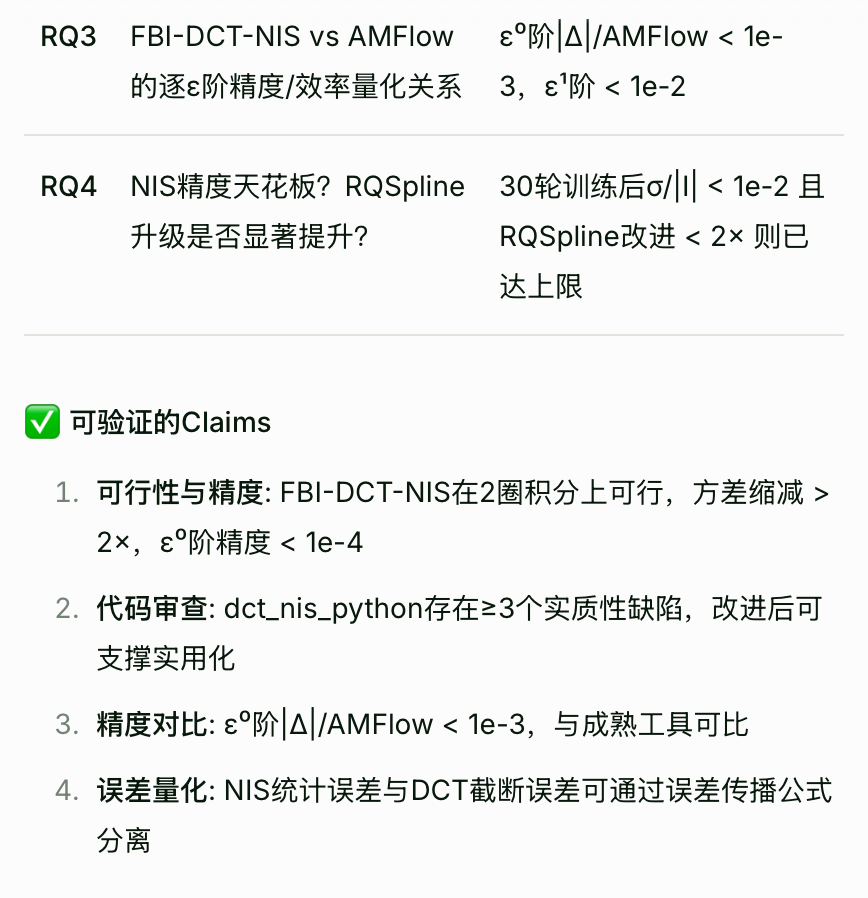 RQ3 FBI-DCT-NIS vs AMFlow ε⁰阶|Δ|/AMFlow < 1e-
的逐ε阶精度/效率量化关系 3，ε¹阶 < 1e-2
RQ4 NIS精度天花板？RQSpline 30轮训练后σ/|I| < 1e-2 且
升级是否显著提升？ RQSpline改进 < 2× 则已
达上限
✅ 可验证的Claims
1. 可行性与精度: FBI-DCT-NIS在2圈积分上可行，方差缩减 >
2×，ε⁰阶精度 < 1e-4
2. 代码审查: dct_nis_python存在≥3个实质性缺陷，改进后可
支撑实用化
3. 精度对比: ε⁰阶|Δ|/AMFlow < 1e-3，与成熟工具可比
4. 误差量化: NIS统计误差与DCT截断误差可通过误差传播公式
分离